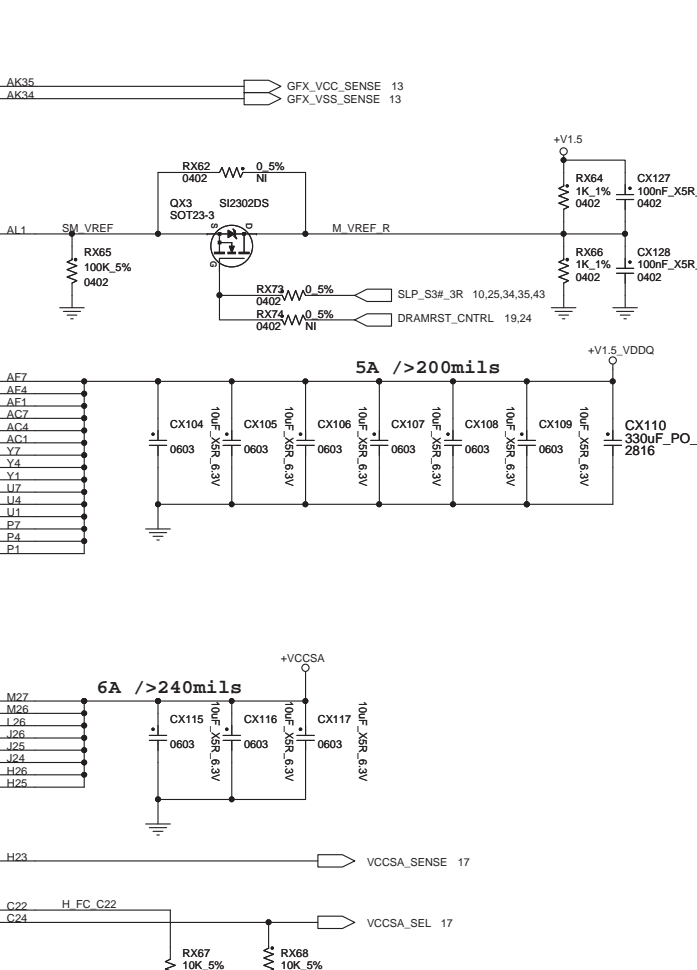 AK35
GFX_VCC_SENSE 13
AK34
GFX_VSS_SENSE 13
+V1.5
RX62
0402
0_5%
NI
RX64
1K_1%
0402
CX127
100nF_X5R_
0402
QX3
SOT23-3
SI2302DS
S
D
G
AL1
SM_VREF
M_VREF_R
RX65
100K_5%
0402
RX66
1K_1%
0402
CX128
100nF_X5R_
0402
RX73
0402
0_5%
SLP_S3#_3R 10,25,34,35,43
RX74
0402
0_5%
NI
DRAMRST_CNTRL 19,24
+V1.5_VDDQ
5A />200mils
AF7
AF4
AF1
AC7
AC4
AC1
Y7
Y4
Y1
U7
U4
U1
P7
P4
P1
CX104
0603
10uF_X5R_6.3V
CX105
0603
10uF_X5R_6.3V
CX106
0603
10uF_X5R_6.3V
CX107
0603
10uF_X5R_6.3V
CX108
0603
10uF_X5R_6.3V
CX109
0603
10uF_X5R_6.3V
CX110
330uF_PO_
2816
+VCCSA
6A />240mils
M27
M26
L26
J26
J25
J24
H26
H25
CX115
0603
10uF_X5R_6.3V
CX116
0603
10uF_X5R_6.3V
CX117
0603
10uF_X5R_6.3V
H23
VCCSA_SENSE 17
C22
H_FC_C22
C24
VCCSA_SEL 17
RX67
10K_5%
RX68
10K_5%